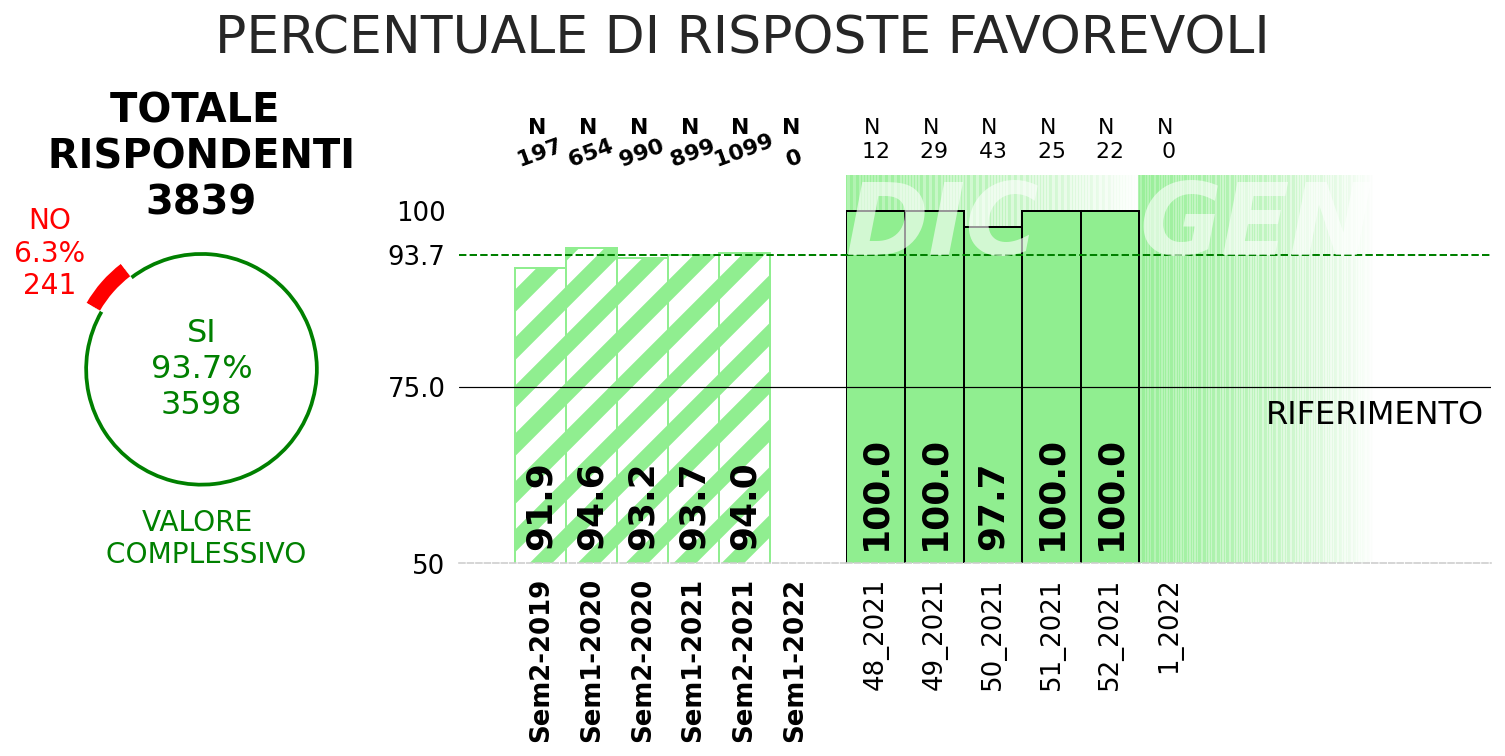 PERCENTUALE DI RISPOSTE FAVOREVOLI
TOTALE
RISPONDENTI
3839
NO
6.3%
241
SI
93.7%
3598
VALORE
COMPLESSIVO
N N N N N N
197 654 990 899 1099 0
N N N N N N
12 29 43 25 22 0
DIC GEN
100
93.7
75.0
50
RIFERIMENTO
91.9 94.6 93.2 93.7 94.0
100.0 100.0 97.7 100.0 100.0
Sem2-2019 Sem1-2020 Sem2-2020 Sem1-2021 Sem2-2021 Sem1-2022
48_2021 49_2021 50_2021 51_2021 52_2021 1_2022